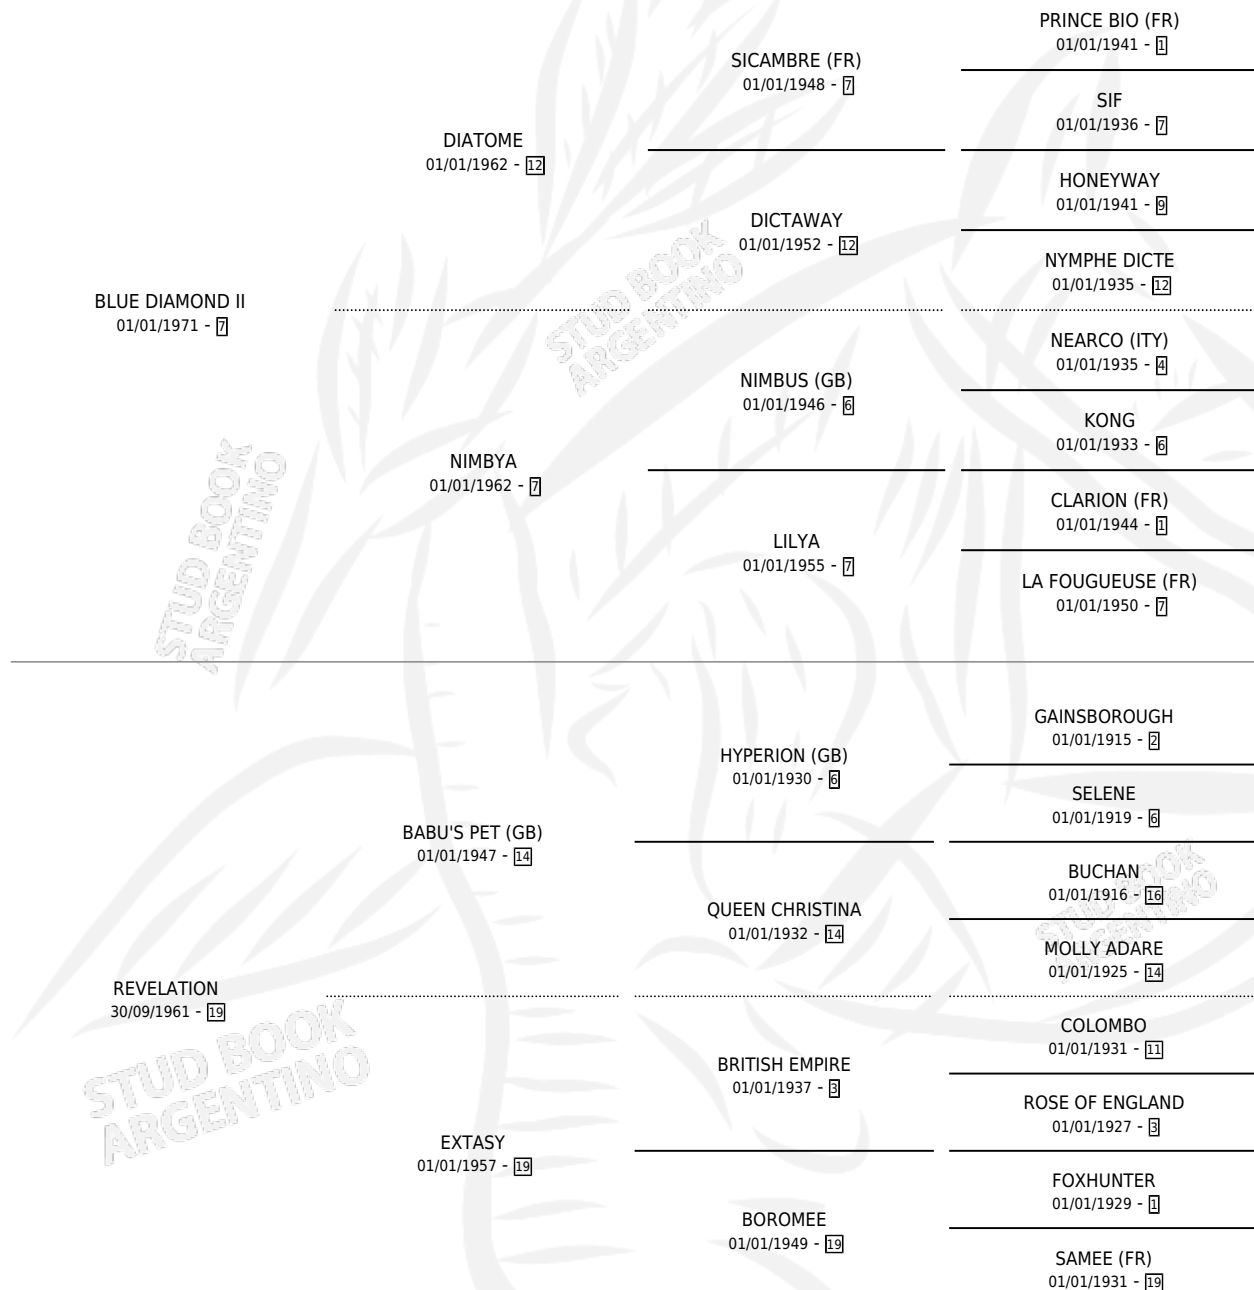 PRINCE BIO (FR)
01/01/1941 - 1
SICAMBRE (FR)
01/01/1948 - 7
SIF
01/01/1936 - 7
DIATOME
01/01/1962 - 12
HONEYWAY
01/01/1941 - 9
DICTAWAY
01/01/1952 - 12
NYMPHE DICTE
01/01/1935 - 12
BLUE DIAMOND II
01/01/1971 - 7
NEARCO (ITY)
01/01/1935 - 4
NIMBUS (GB)
01/01/1946 - 6
KONG
01/01/1933 - 6
NIMBYA
01/01/1962 - 7
CLARION (FR)
01/01/1944 - 1
LILYA
01/01/1955 - 7
LA FOUGUEUSE (FR)
01/01/1950 - 7
GAINSBOROUGH
01/01/1915 - 2
HYPERION (GB)
01/01/1930 - 6
SELENE
01/01/1919 - 6
BABU'S PET (GB)
01/01/1947 - 14
BUCHAN
01/01/1916 - 16
QUEEN CHRISTINA
01/01/1932 - 14
MOLLY ADARE
01/01/1925 - 14
REVELATION
30/09/1961 - 19
COLOMBO
01/01/1931 - 11
BRITISH EMPIRE
01/01/1937 - 3
ROSE OF ENGLAND
01/01/1927 - 3
EXTASY
01/01/1957 - 19
FOXHUNTER
01/01/1929 - 1
BOROMEE
01/01/1949 - 19
SAMEE (FR)
01/01/1931 - 19
STUD BOOK
ARGENTINO
STUD BOOK
ARGENTINO
STUD BOOK
ARGENTINO
STUD BOOK
ARGENTINO